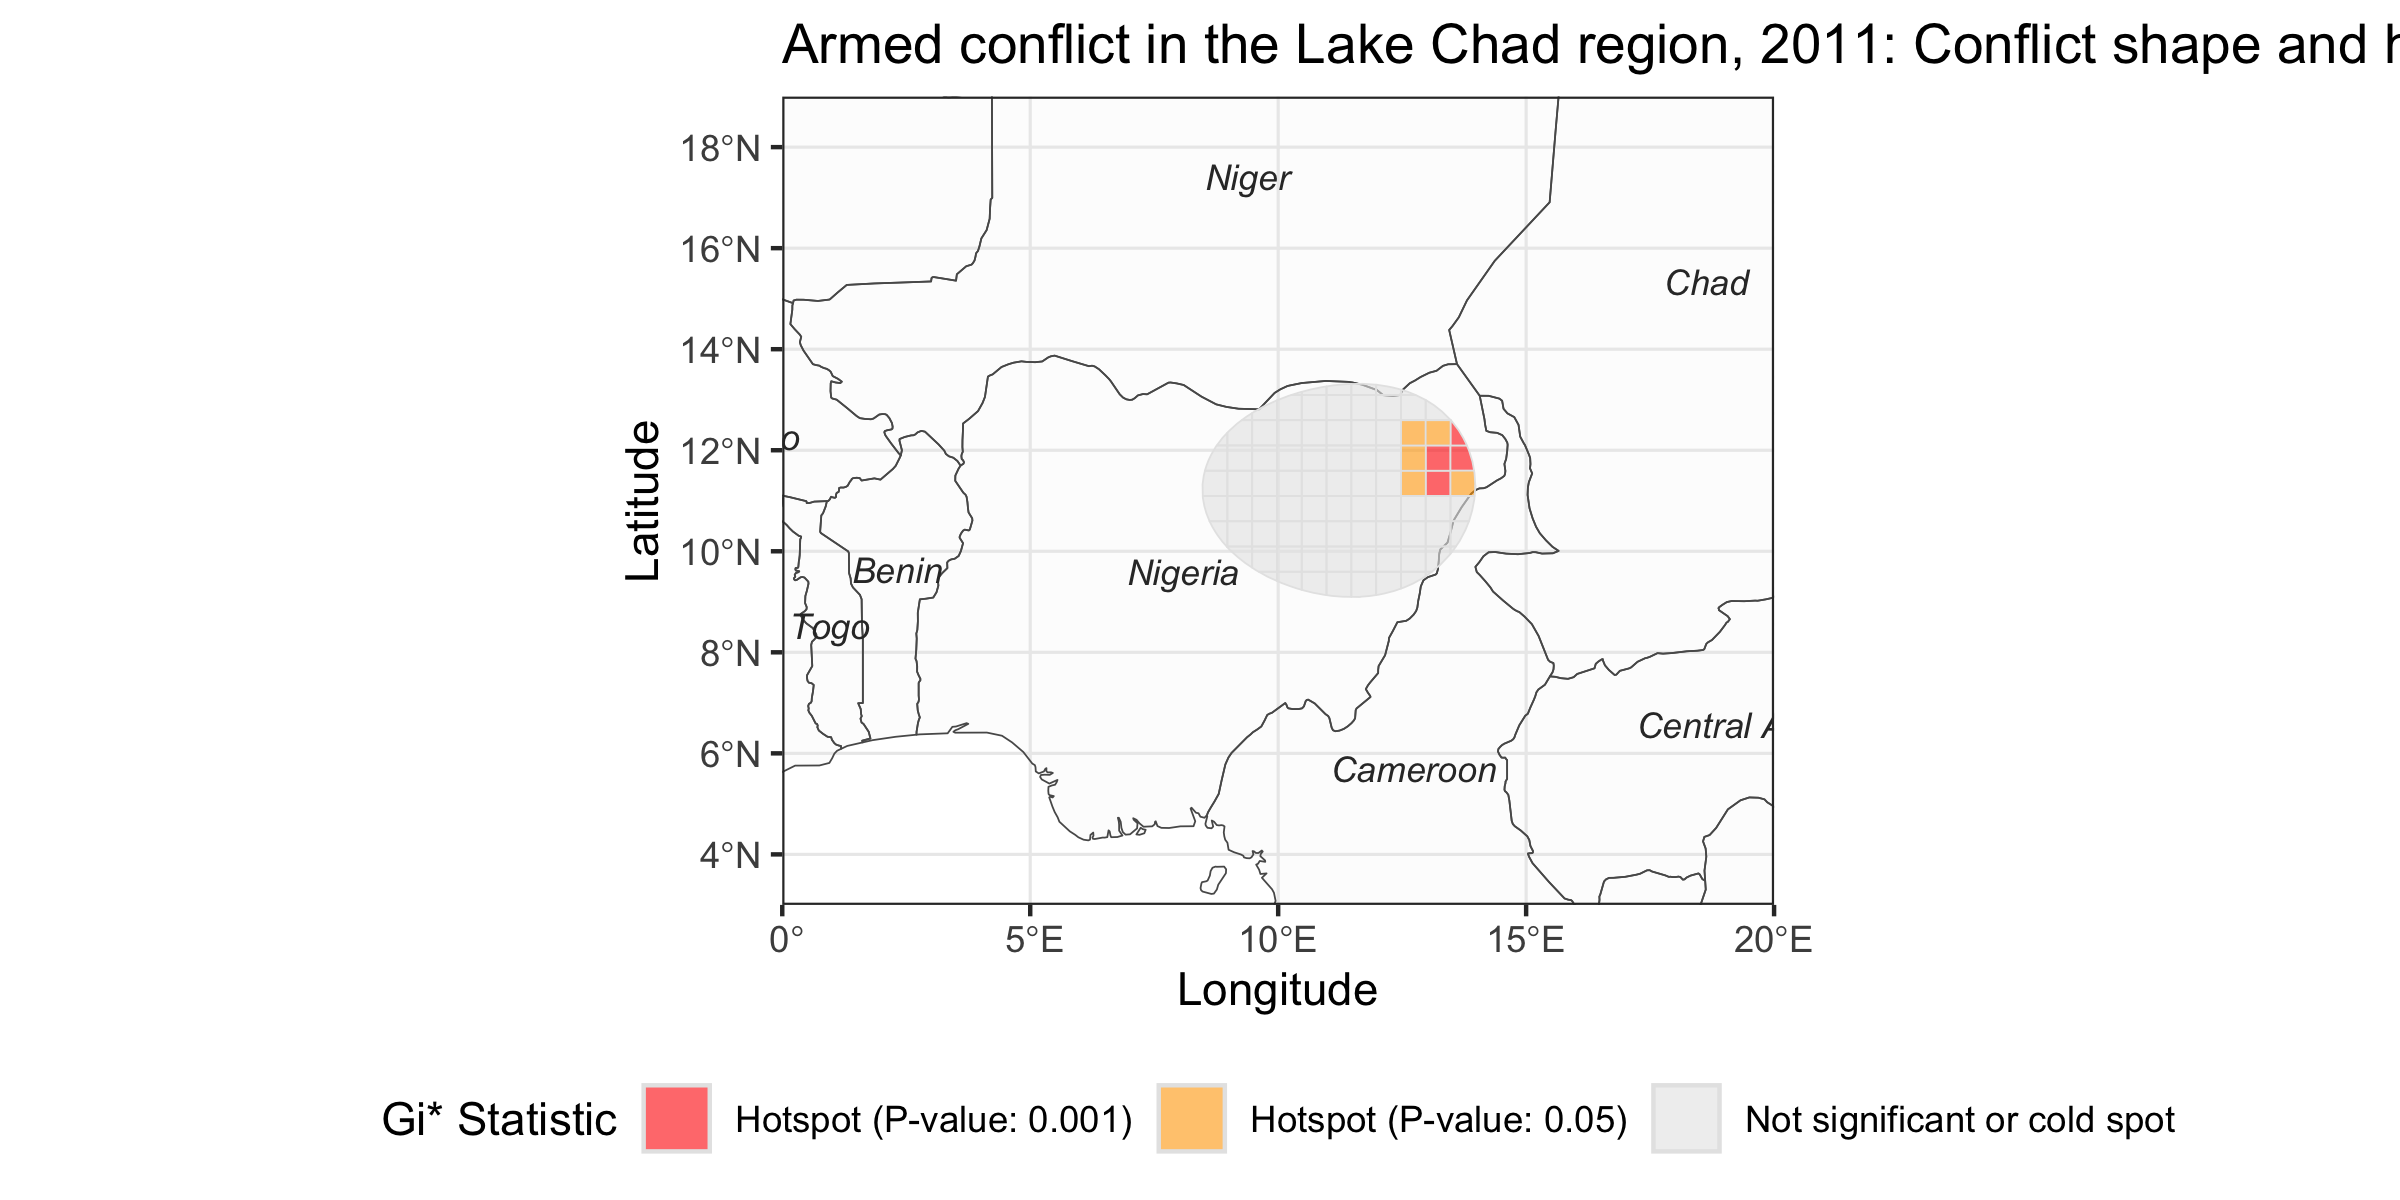 Armed conflict in the Lake Chad region, 2011: Conflict shape and h
18°N
Niger
16°N
Chad
14°N
12°N
o
10°N
Benin
Nigeria
Togo
8°N
Central A
6°N
Cameroon
4°N
Latitude
0°
5°E
10°E
15°E
20°E
Longitude
Gi* Statistic
Hotspot (P-value: 0.001)
Hotspot (P-value: 0.05)
Not significant or cold spot